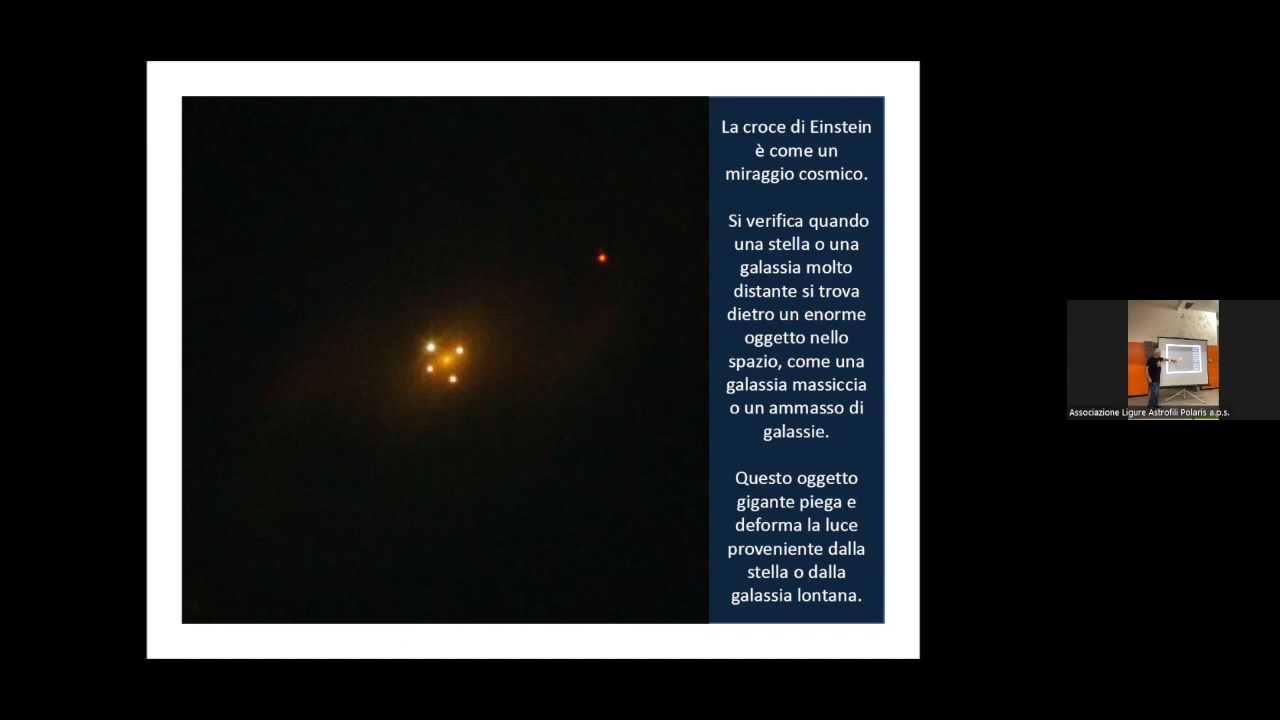 La croce di Einstein
è come un
miraggio cosmico.
Si verifica quando
una stella o una
galassia molto
distante si trova
dietro un enorme
oggetto nello
spazio, come una
galassia massiccia
o un ammasso di
galassie.
Questo oggetto
gigante piega e
deforma la luce
proveniente dalla
stella o dalla
galassia lontana.
Associazione Ligure Astrofili Polaris a.p.s.